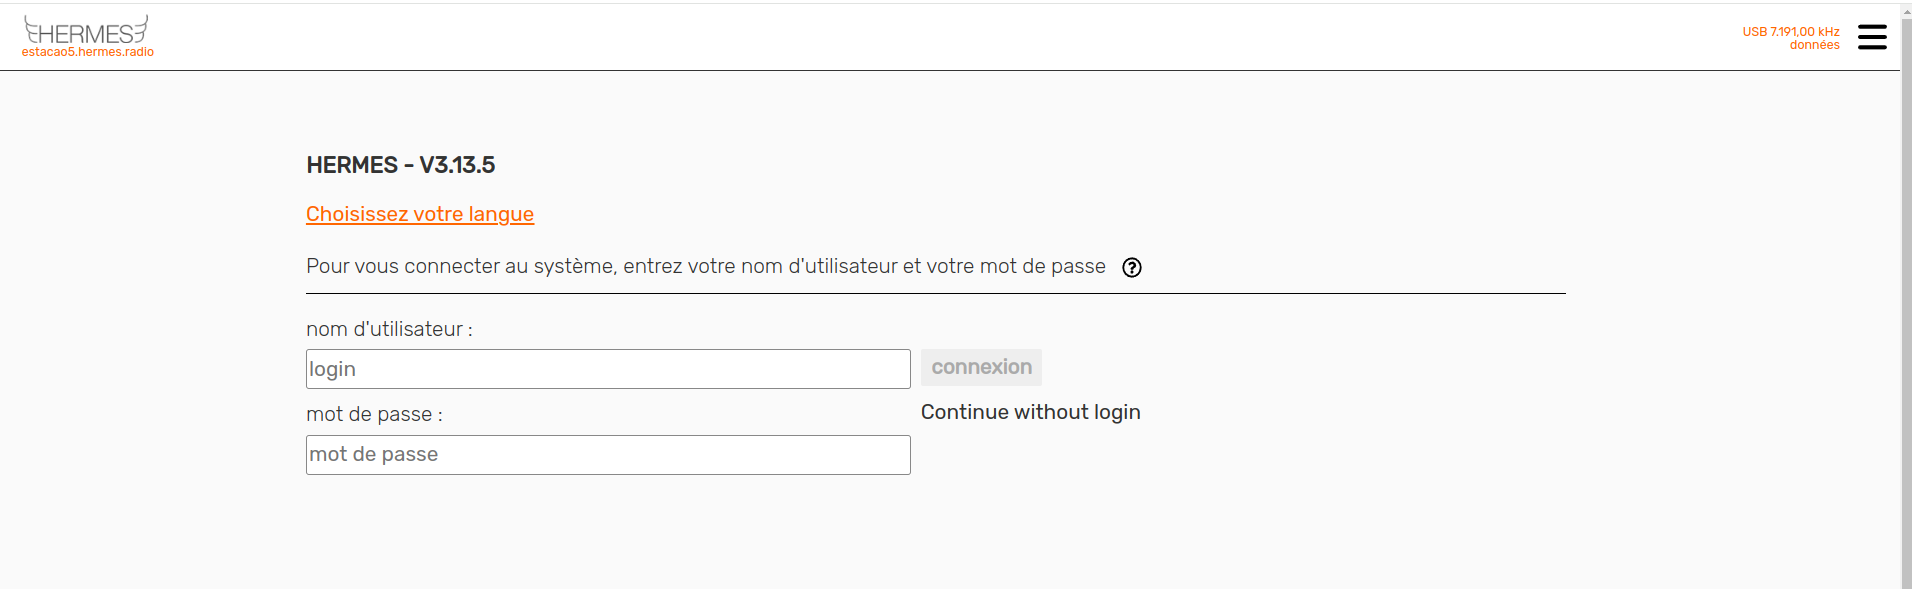 HERMES
estacao5.hermes.radio
USB 7.191,00 kHz
données
HERMES - V3.13.5
Choisissez votre langue
Pour vous connecter au système, entrez votre nom d'utilisateur et votre mot de passe ?
nom d'utilisateur :
login
connexion
mot de passe :
Continue without login
mot de passe